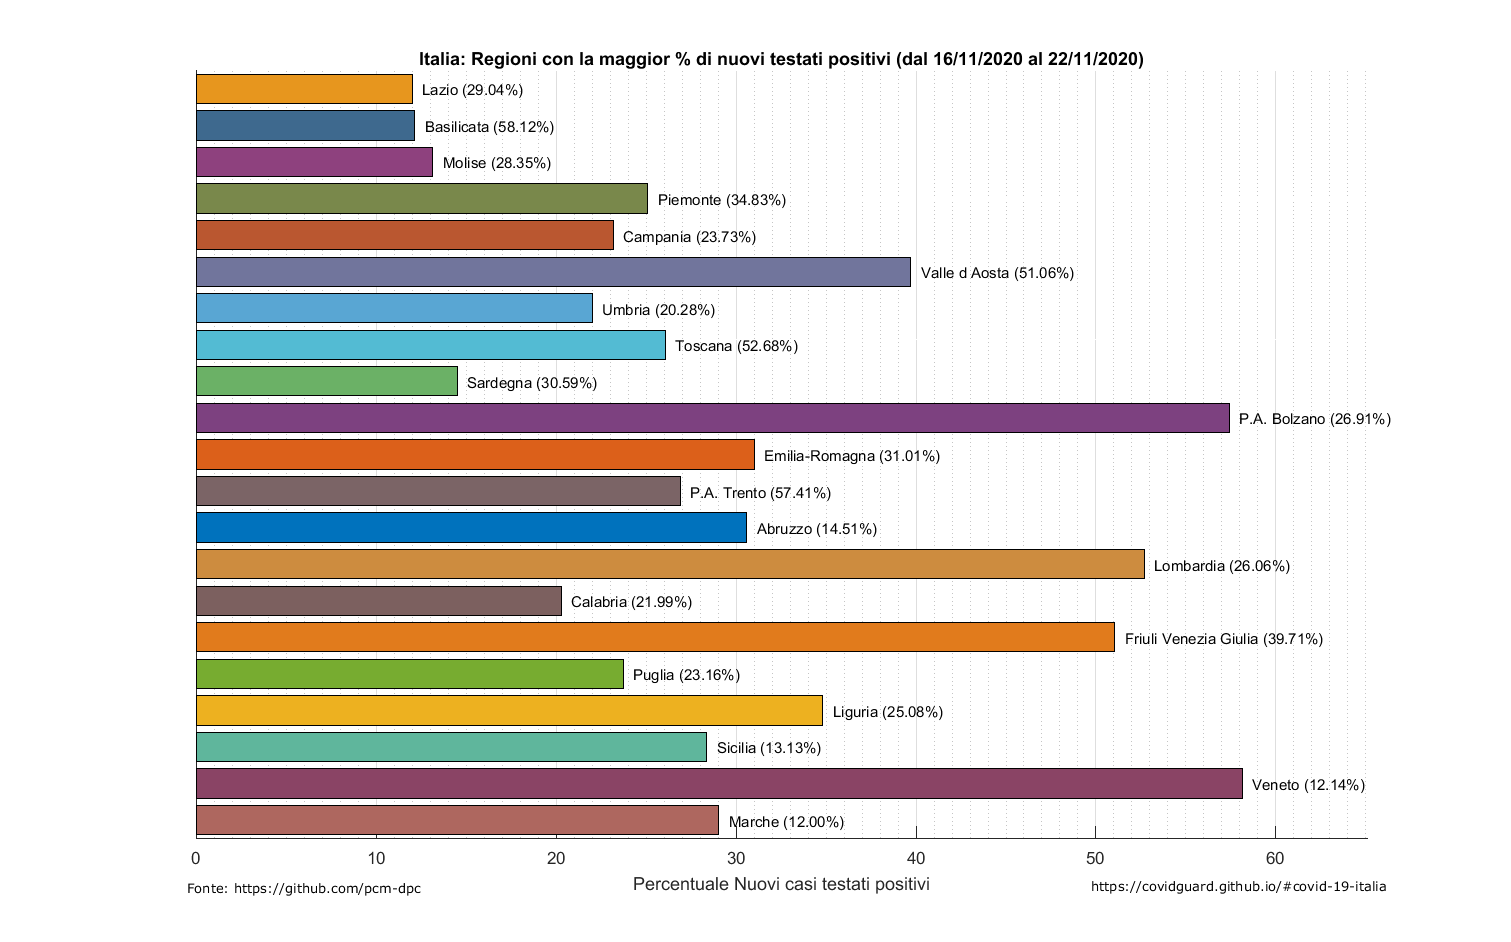 Italia: Regioni con la maggior % di nuovi testati positivi (dal 16/11/2020 al 22/11/2020)
Lazio (29.04%)
Basilicata (58.12%)
Molise (28.35%)
Piemonte (34.83%)
Campania (23.73%)
Valle d Aosta (51.06%)
Umbria (20.28%)
Toscana (52.68%)
Sardegna (30.59%)
P.A. Bolzano (26.91%)
Emilia-Romagna (31.01%)
P.A. Trento (57.41%)
Abruzzo (14.51%)
Lombardia (26.06%)
Calabria (21.99%)
Friuli Venezia Giulia (39.71%)
Puglia (23.16%)
Liguria (25.08%)
Sicilia (13.13%)
Veneto (12.14%)
Marche (12.00%)
0 10 20 30 40 50 60
Percentuale Nuovi casi testati positivi
Fonte: https://github.com/pcm-dpc
https://covidguard.github.io/#covid-19-italia